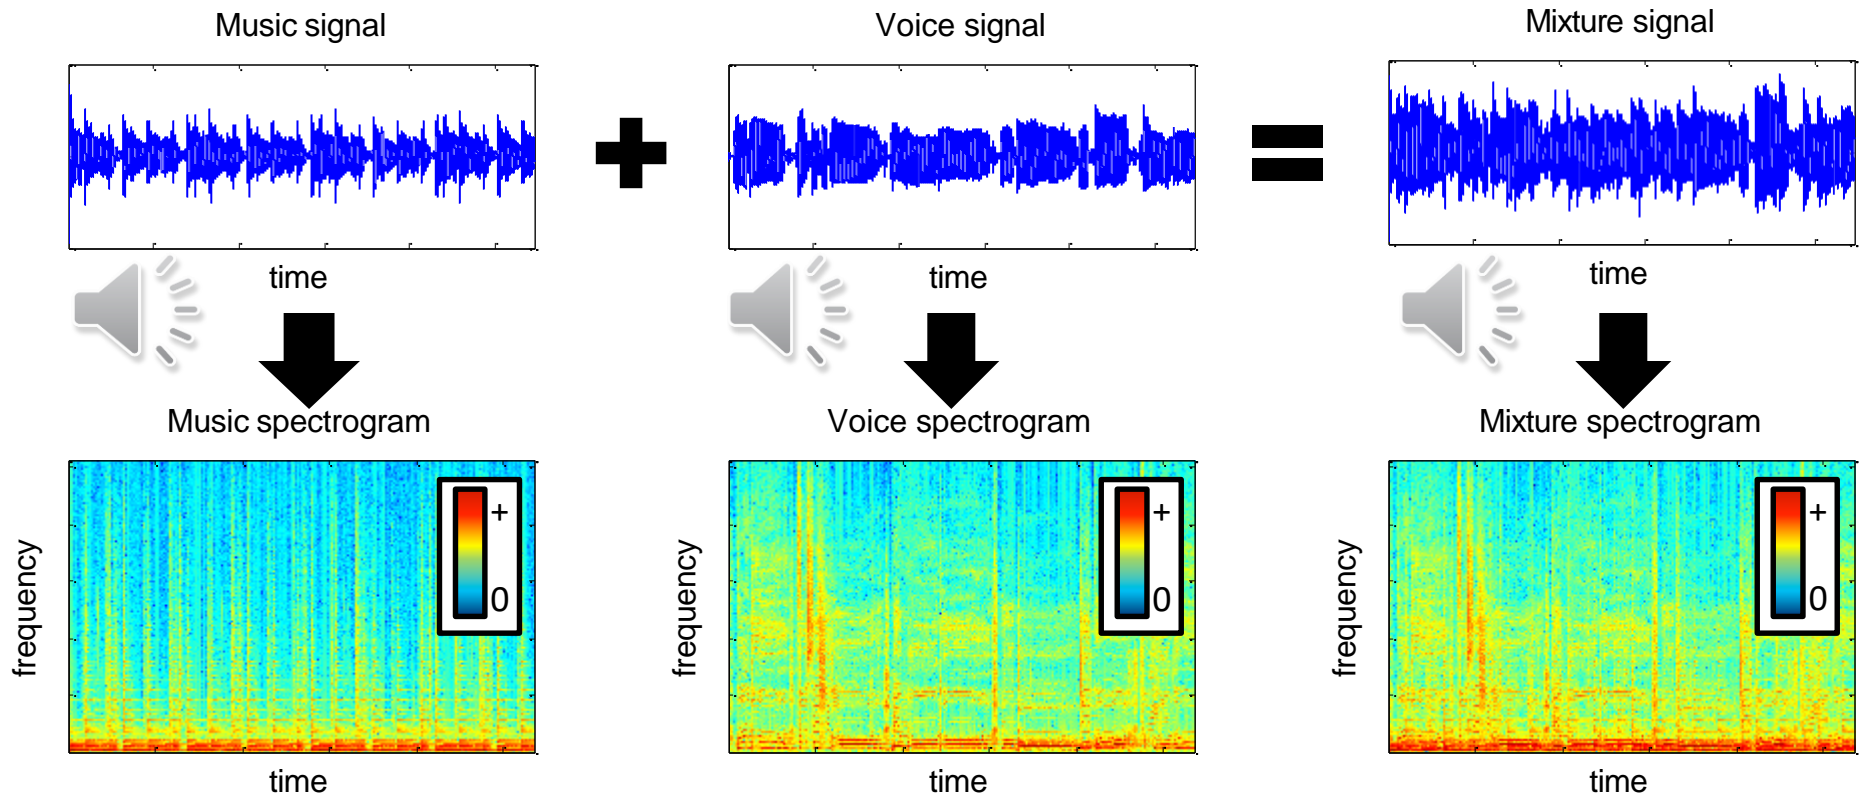 Music signal
Voice signal
Mixture signal
time
time
time
Music spectrogram
Voice spectrogram
Mixture spectrogram
frequency
+
0
frequency
+
0
frequency
+
0
time
time
time